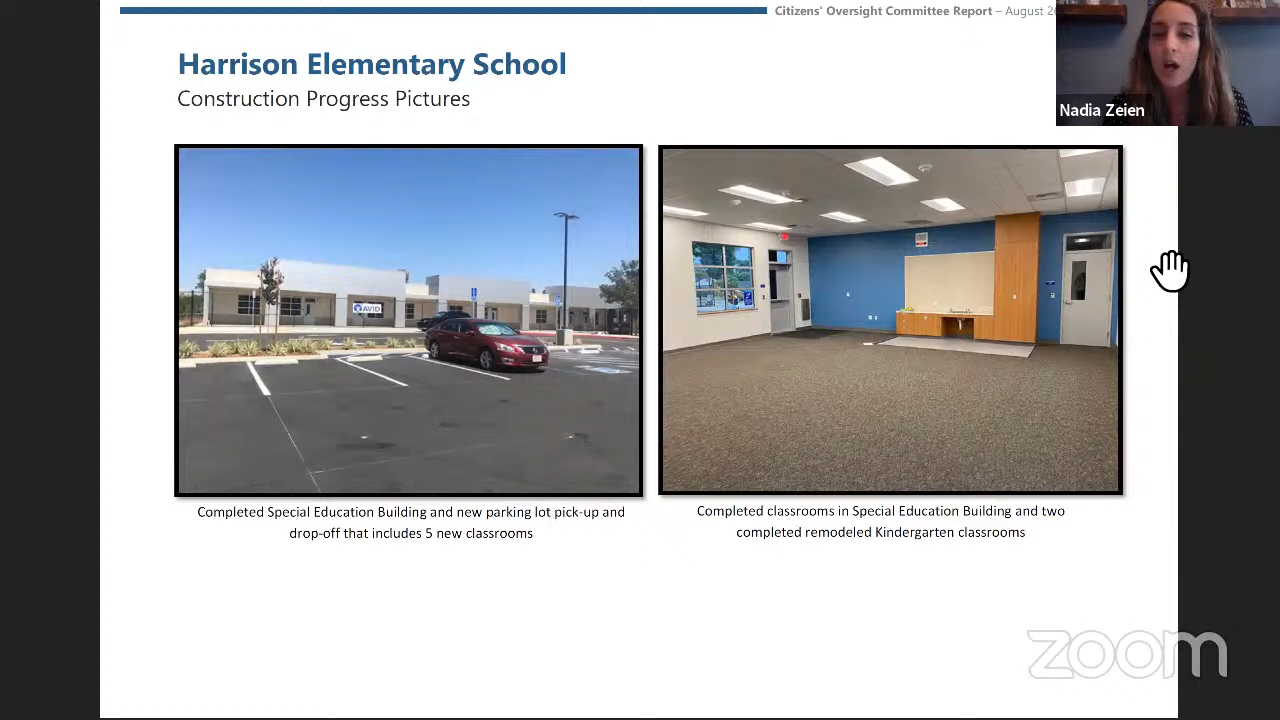 Citizens' Oversight Committee Report – August
Nadia Zeien
Harrison Elementary School
Construction Progress Pictures
AVID
Completed Special Education Building and new parking lot pick-up and
drop-off that includes 5 new classrooms
Completed classrooms in Special Education Building and two
completed remodeled Kindergarten classrooms
zoom